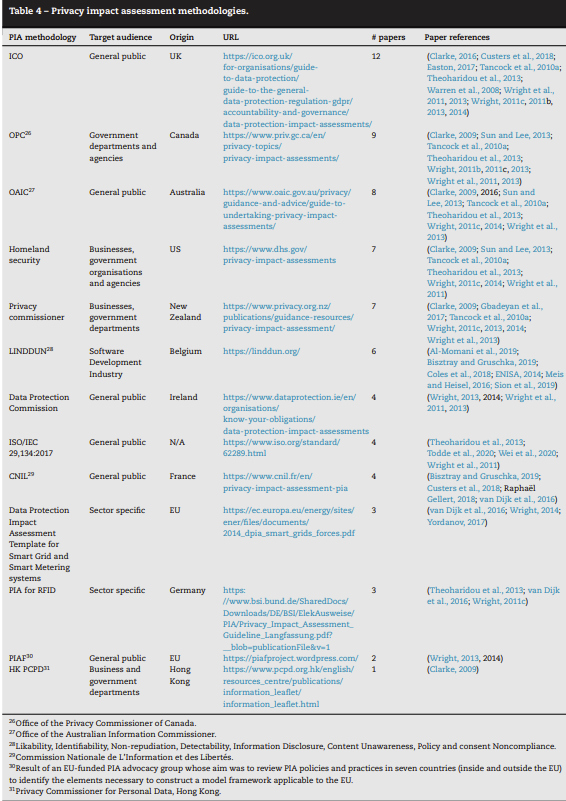 Table 4 – Privacy impact assessment methodologies.
PIA methodology Target audience Origin URL # papers Paper references
ICO General public UK https://ico.org.uk/ 12 (Clarke, 2016; Custers et al., 2018;
for-organisations/guide- Easton, 2017; Tancock et al., 2010a;
to-data-protection/ Theoharidou et al., 2013;
guide-to-the-general- Warren et al., 2008; Wright et al.,
data-protection-regulation-gdpr/ 2011, 2013; Wright, 2011c, 2011b,
accountability-and-governance/ 2013, 2014)
data-protection-impact-assessments/
OPC26 Government Canada https://www.priv.gc.ca/en/ 9 (Clarke, 2009; Sun and Lee, 2013;
departments and privacy-topics/ Tancock et al., 2010a;
agencies privacy-impact-assessments/ Theoharidou et al., 2013;
Wright, 2011b, 2011c, 2013;
Wright et al., 2011, 2013)
OAIC27 General public Australia https://www.oaic.gov.au/privacy/ 8 (Clarke, 2009, 2016; Sun and
guidance-and-advice/guide-to- Lee, 2013; Tancock et al., 2010a;
undertaking-privacy-impact- Theoharidou et al., 2013;
assessments/ Wright, 2011c, 2014; Wright et al.,
2013)
Homeland Businesses, US https://www.dhs.gov/ 7 (Clarke, 2009; Sun and Lee, 2013;
security government privacy-impact-assessments Tancock et al., 2010a;
organisations Theoharidou et al., 2013;
and agencies Wright, 2011c, 2014; Wright et al.,
2011)
Privacy Businesses, New https://www.privacy.org.nz/ 7 (Clarke, 2009; Gbadeyan et al.,
commissioner government Zealand publications/guidance-resources/ 2017; Tancock et al., 2010a;
departments privacy-impact-assessment/ Wright, 2011c, 2013, 2014;
Wright et al., 2013)
LINDDUN28 Software Belgium https://linddun.org/ 6 (Al-Momani et al., 2019;
Development Bisztray and Gruschka, 2019;
Industry Coles et al., 2018; ENISA, 2014; Meis
and Heisel, 2016; Sion et al., 2019)
Data Protection General public Ireland https://www.dataprotection.ie/en/ 4 (Wright, 2013, 2014; Wright et al.,
Commission organisations/ 2011, 2013)
know-your-obligations/
data-protection-impact-assessments
ISO/IEC General public N/A https://www.iso.org/standard/ 4 (Theoharidou et al., 2013;
29,134:2017 62289.html Todde et al., 2020; Wei et al., 2020;
Wright et al., 2011)
CNIL29 General public France https://www.cnil.fr/en/ 4 (Bisztray and Gruschka, 2019;
privacy-impact-assessment-pia Custers et al., 2018; Raphaël
Gellert, 2018; van Dijk et al., 2016)
Data Protection Sector specific EU https://ec.europa.eu/energy/sites/ 3 (van Dijk et al., 2016; Wright, 2014;
Impact ener/files/documents/ Yordanov, 2017)
Assessment 2014_dpia_smart_grids_forces.pdf
Template for
Smart Grid and
Smart Metering
systems
PIA for RFID Sector specific Germany https: 3 (Theoharidou et al., 2013; van Dijk
//www.bsi.bund.de/SharedDocs/ et al., 2016; Wright, 2011c)
Downloads/DE/BSI/ElekAusweise/
PIA/Privacy_Impact_Assessment_
Guideline_Langfassung.pdf?
__blob=publicationFile&v=1
PIAF30 General public EU https://piafproject.wordpress.com/ 2 (Wright, 2013, 2014)
HK PCPD31 Business and Hong https://www.pcpd.org.hk/english/ 1 (Clarke, 2009)
government Kong resources_centre/publications/
departments information_leaflet/
information_leaflet.html
26Office of the Privacy Commissioner of Canada.
27Office of the Australian Information Commissioner.
28Likability, Identifiability, Non-repudiation, Detectability, Information Disclosure, Content Unawareness, Policy and consent Noncompliance.
29Commission Nationale de L'Information et des Libertés.
30Result of an EU-funded PIA advocacy group whose aim was to review PIA policies and practices in seven countries (inside and outside the EU)
to identify the elements necessary to construct a model framework applicable to the EU.
31Privacy Commissioner for Personal Data, Hong Kong.